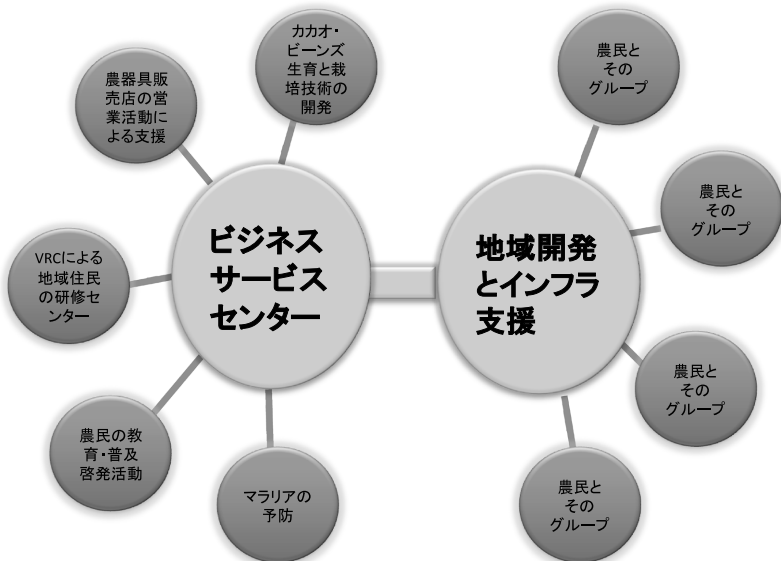 カカオ・
ビーンズ
生育と栽
培技術の
開発
農器具販
売店の営
業活動に
よる支援
ビジネス
サービス
センター
VRCによる
地域住民
の研修セ
ンター
農民の教
育・普及
啓発活動
マラリアの
予防
地域開発
とインフラ
支援
農民と
その
グループ
農民と
その
グループ
農民と
その
グループ
農民と
その
グループ